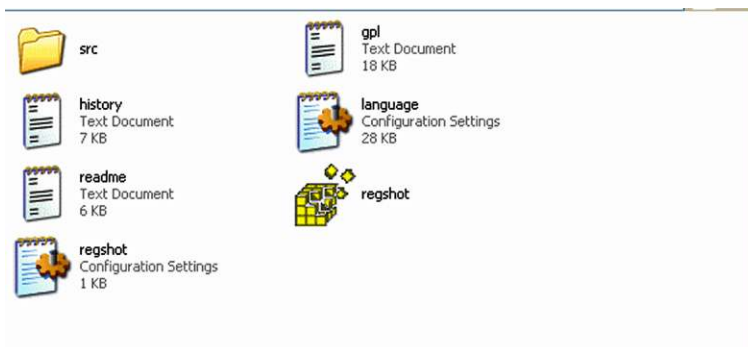 src
gpl
Text Document
18 KB
history
Text Document
7 KB
language
Configuration Settings
28 KB
readme
Text Document
6 KB
regshot
regshot
Configuration Settings
1 KB